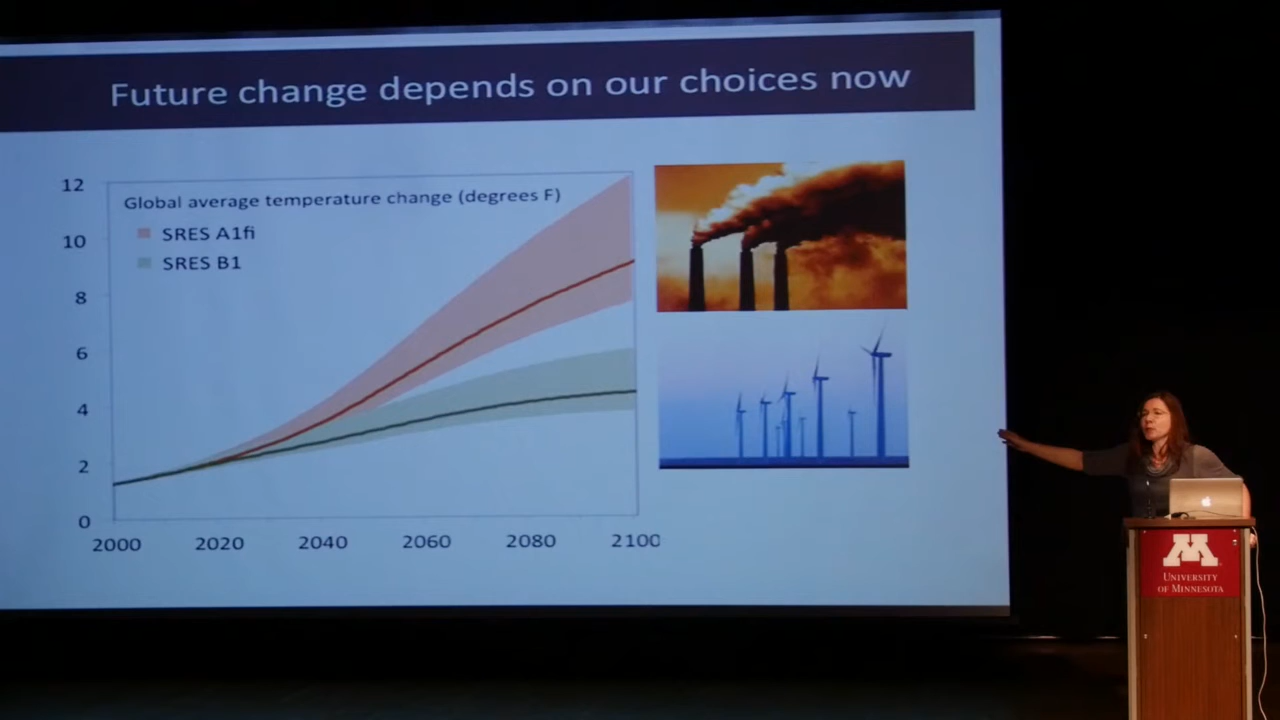 Future change depends on our choices now
Global average temperature change (degrees F)
SRES A1fi
SRES B1
12
10
8
6
4
2
0
2000 2020 2040 2060 2080 2100
M
UNIVERSITY
OF MINNESOTA